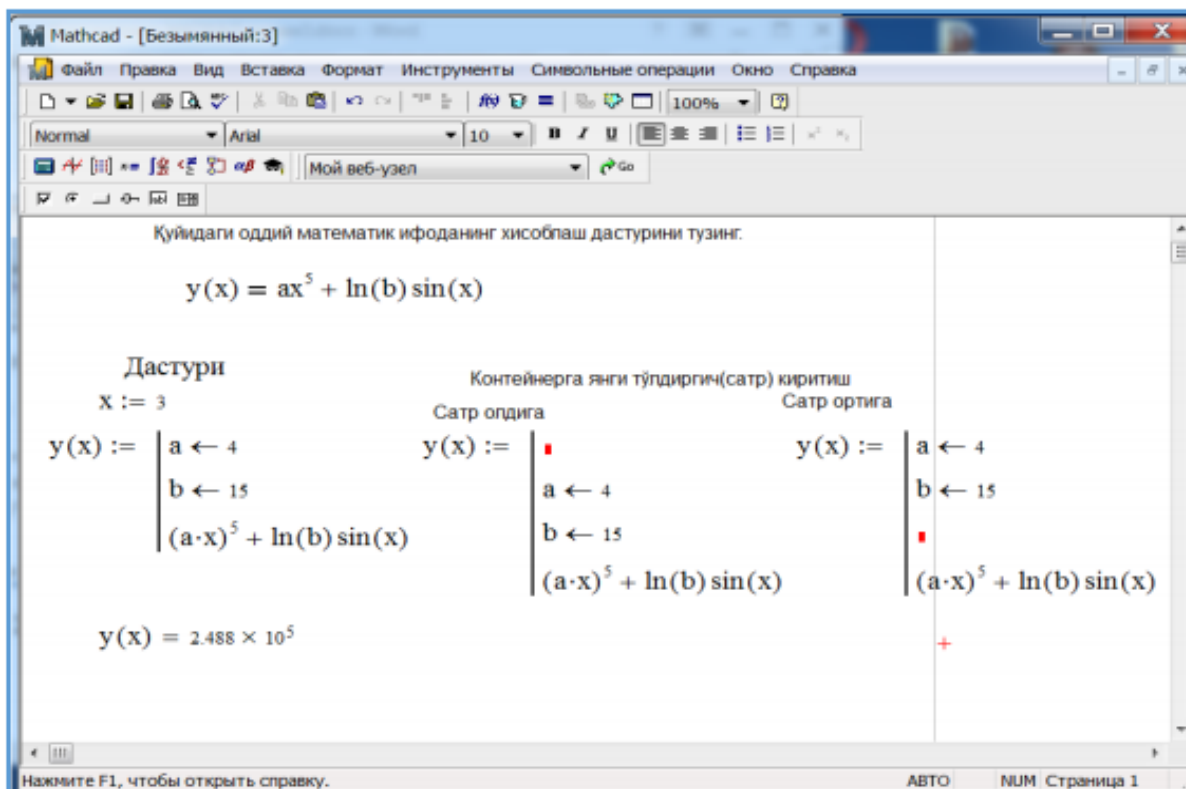 Mathcad - [Безымянный:3]
Файл Правка Вид Вставка Формат Инструменты Символьные операции Окно Справка
100%
Normal Arial 10 B I U
Мой веб-узел Go
Қуйидаги оддий математик ифоданинг хисоблаш дастурини тузинг.
y(x) = ax⁵ + ln(b) sin(x)
Дастури
Контейнерга янги тўлдиргич(сатр) киритиш
x := 3
Сатр олдига
Сатр ортига
y(x) := a ← 4
b ← 15
(a·x)⁵ + ln(b) sin(x)
y(x) :=
a ← 4
b ← 15
(a·x)⁵ + ln(b) sin(x)
y(x) := a ← 4
b ← 15
(a·x)⁵ + ln(b) sin(x)
y(x) = 2.488 × 10⁵
Нажмите F1, чтобы открыть справку. АВТО NUM Страница 1